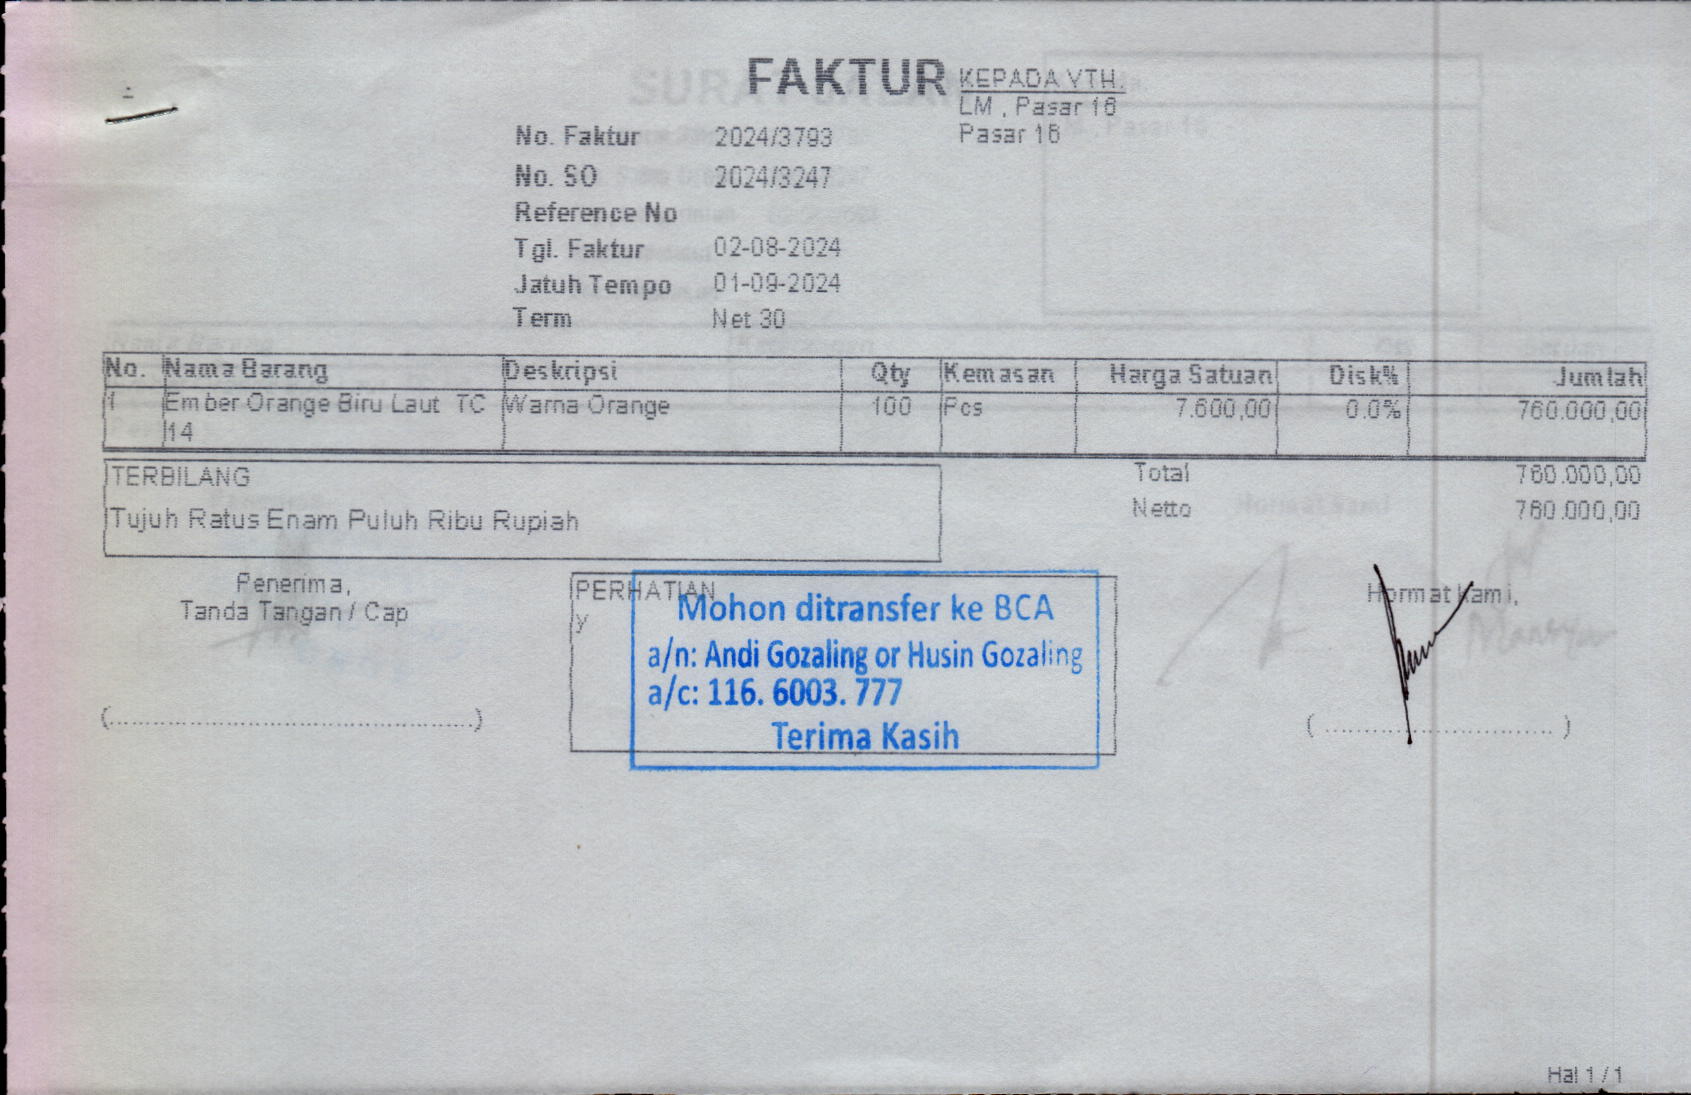 FAKTUR
KEPADA YTH.
LM , Pasar 16
Pasar 16
No. Faktur 2024/3793
No. SO 2024/3247
Reference No
Tgl. Faktur 02-08-2024
Jatuh Tempo 01-09-2024
Term Net 30
No. Nama Barang Deskripsi Qty Kemasan Harga Satuan Disk% Jumlah
1 Ember Orange Biru Laut TC Warna Orange 100 Pcs 7.600,00 0.0% 760.000,00
14
TERBILANG
Tujuh Ratus Enam Puluh Ribu Rupiah
Total 760.000,00
Netto 760.000,00
Penerima,
Tanda Tangan / Cap
(................................................)
PERHATIAN
y
Mohon ditransfer ke BCA
a/n: Andi Gozaling or Husin Gozaling
a/c: 116. 6003. 777
Terima Kasih
Hormat Kami,
( ................................ )
Hal 1 / 1